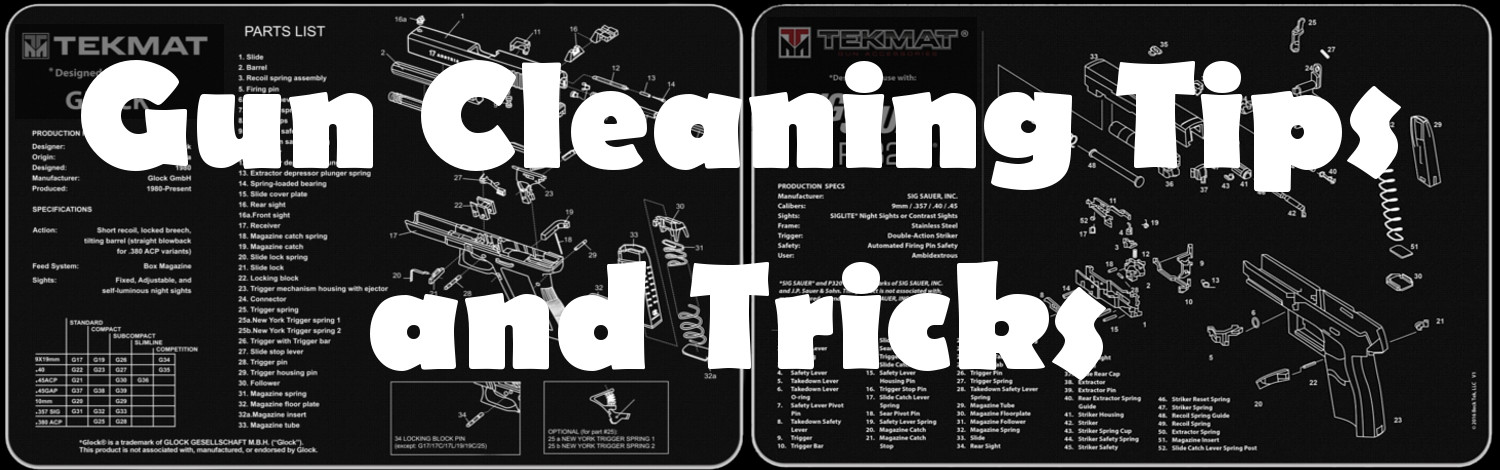 Gun Cleaning Tips
and Tricks
TEKMAT
PARTS LIST
1. Slide
2. Barrel
3. Recoil spring assembly
5. Firing pin
13. Extractor depressor plunger spring
14. Spring-loaded bearing
15. Slide cover plate
16. Rear sight
16a.Front sight
17. Receiver
18. Magazine catch spring
19. Magazine catch
20. Slide lock spring
21. Slide lock
22. Locking block
23. Trigger mechanism housing with ejector
24. Connector
25. Trigger spring
25a.New York Trigger spring 1
25b.New York Trigger spring 2
26. Trigger with Trigger bar
27. Slide stop lever
28. Trigger pin
29. Trigger housing pin
30. Follower
31. Magazine spring
32. Magazine floor plate
32a.Magazine insert
33. Magazine tube
Designer:
Origin:
Designed: 1980
Manufacturer: Glock GmbH
Produced: 1980-Present
SPECIFICATIONS
Action: Short recoil, locked breech,
tilting barrel (straight blowback
for .380 ACP variants)
Feed System: Box Magazine
Sights: Fixed, Adjustable, and
self-luminous night sights
STANDARD
COMPACT
SUBCOMPACT
SLIMLINE
COMPETITION
9X19mm G17 G19 G26 G34
.40 G22 G23 G27 G35
.45ACP G21 G30 G36
.45GAP G37 G38 G39
10mm G20 G29
.357 SIG G31 G32 G33
.380 ACP G25 G28
*Glock® is a trademark of GLOCK GESELLSCHAFT M.B.H. ("Glock").
This product is not associated with, manufactured, or endorsed by Glock.
34 LOCKING BLOCK PIN
(except: G17/17C/17L/19/19C/25)
OPTIONAL (for part #25):
25 a NEW YORK TRIGGER SPRING 1
25 b NEW YORK TRIGGER SPRING 2
TEKMAT®
PRODUCTION SPECS
Manufacturer: SIG SAUER, INC.
Calibers: 9mm / .357 / .40 / .45
Sights: SIGLITE® Night Sights or Contrast Sights
Frame: Stainless Steel
Trigger: Double-Action Striker
Safety: Automated Firing Pin Safety
User: Ambidextrous
4. Safety Lever
5. Takedown Lever
6. Takedown Lever
O-ring
7. Safety Lever Pivot
Pin
8. Takedown Safety
Lever
9. Trigger
10. Trigger Bar
15. Safety Lever
Housing Pin
16. Trigger Stop Pin
17. Slide Catch Lever
Spring
18. Sear Pivot Pin
19. Safety Lever Spring
20. Magazine Catch
21. Magazine Catch
Stop
26. Trigger Pin
27. Trigger Spring
28. Takedown Safety Lever
Spring
29. Magazine Tube
30. Magazine Floorplate
31. Magazine Follower
32. Magazine Spring
33. Slide
34. Rear Sight
38. Extractor
39. Extractor Pin
40. Rear Extractor Spring
Guide
41. Striker Housing
42. Striker
43. Striker Spring Cup
44. Striker Safety Spring
45. Striker Safety
46. Striker Reset Spring
47. Striker Spring
48. Recoil Spring Guide
49. Recoil Spring
50. Extractor Spring
51. Magazine Insert
52. Slide Catch Lever Spring Post